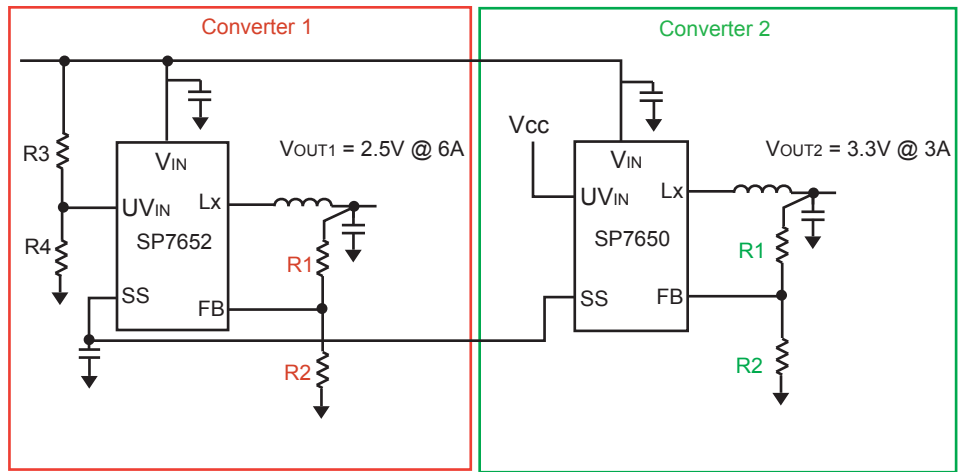 Converter 1
Converter 2
R3
R4
VIN
UVIN
Lx
SP7652
SS
FB
VOUT1 = 2.5V @ 6A
R1
R2
Vcc
VIN
UVIN
Lx
SP7650
SS
FB
VOUT2 = 3.3V @ 3A
R1
R2